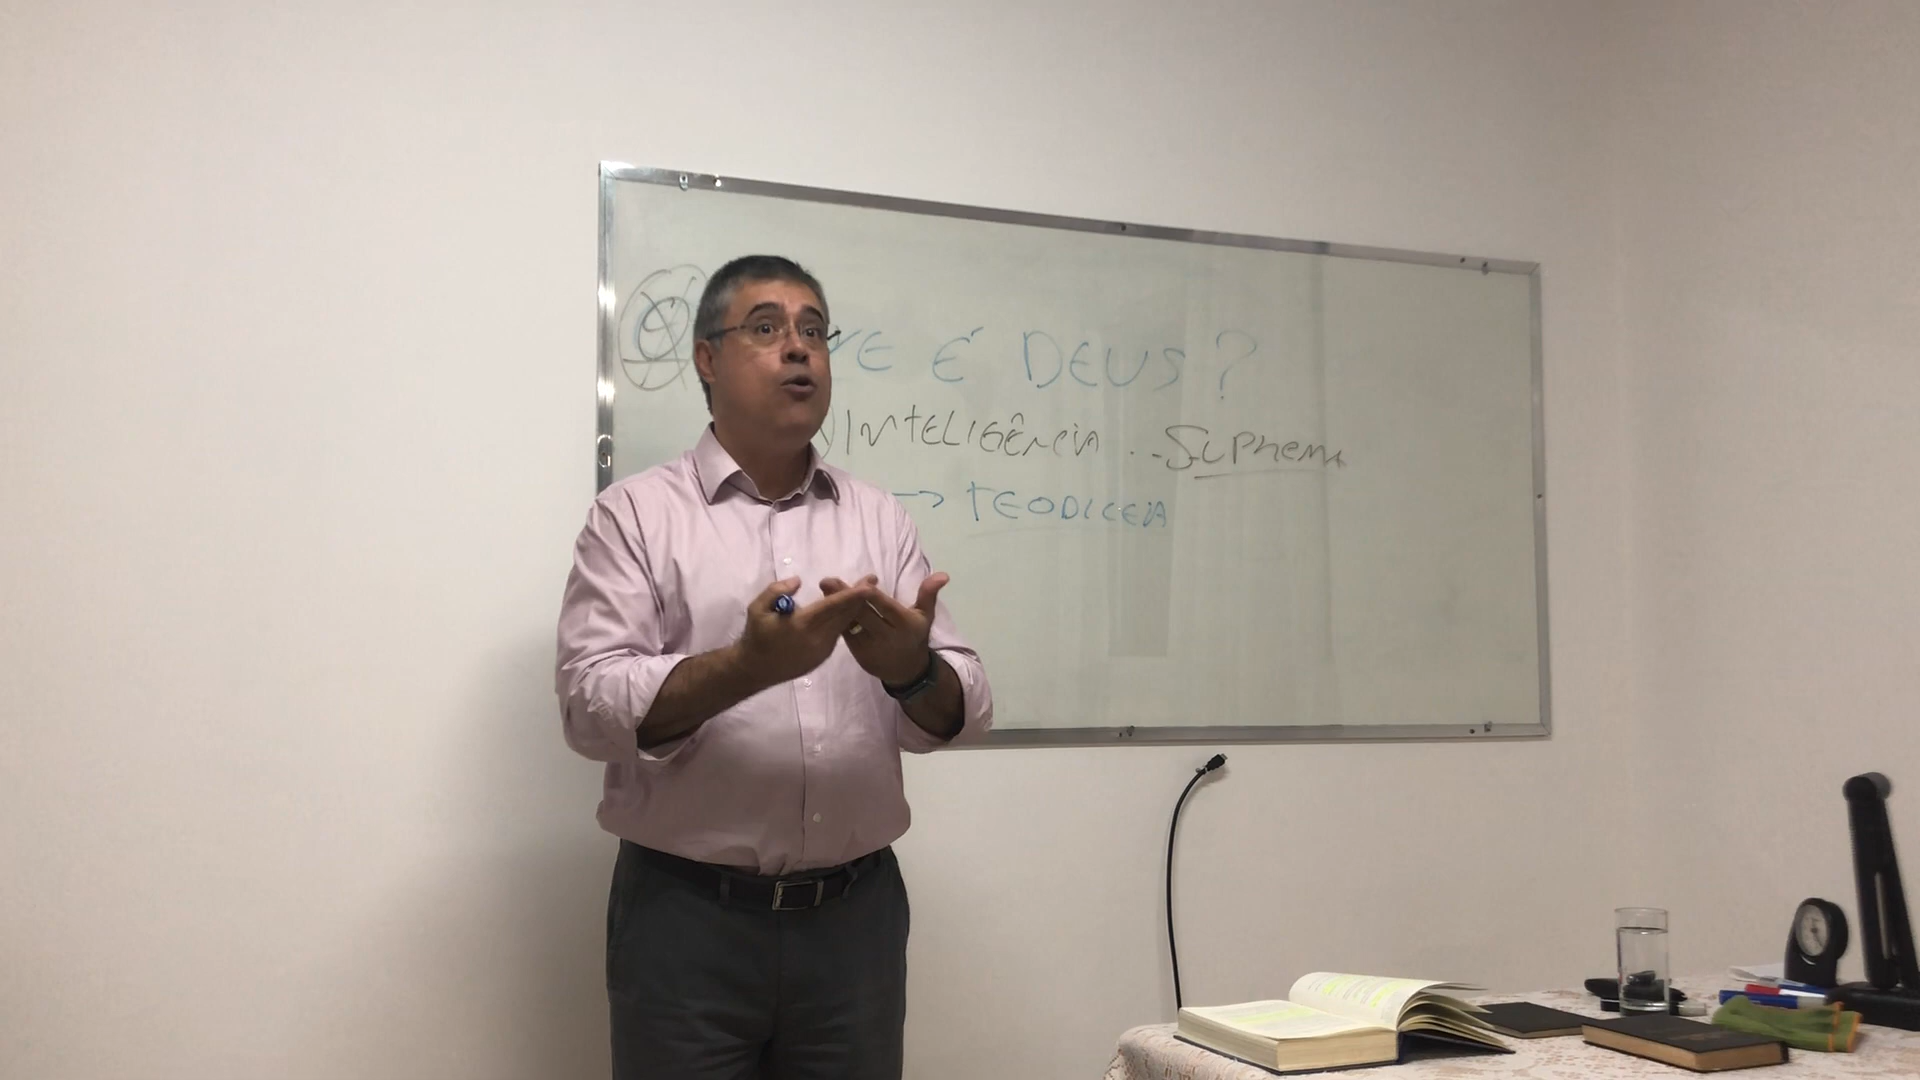 É DEUS?
INTELIGÊNCIA ... SUPREMA
→ TEODICEIA